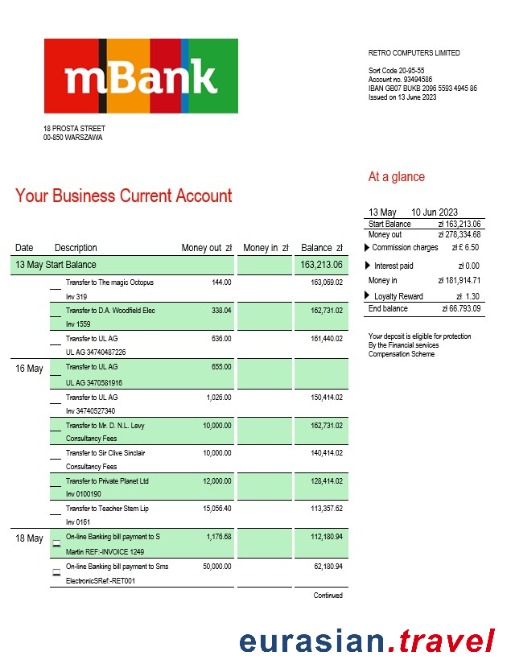 mBank
18 PROSTA STREET
00-850 WARSZAWA
RETRO COMPUTERS LIMITED
Sort Code 20-95-55
Account no. 93494586
IBAN GB07 BUKB 2096 5593 4945 86
Issued on 13 June 2023
At a glance
13 May 10 Jun 2023
Start Balance zł 163,213.06
Money out zł 278,334.68
Commission charges zł £ 6.50
Interest paid zł 0.00
Money in zł 181,914.71
Loyalty Reward zł 1.30
End balance zł 66.793.09
Your deposit is eligible for protection
By the Financial services
Compensation Scheme
Your Business Current Account
Date Description Money out zł Money in zł Balance zł
13 May Start Balance 163,213.06
Transfer to The magic Octopus 144.00 163,069.02
Inv 319
Transfer to D.A. Woodfield Elec 338.04 162,731.02
Inv 1559
Transfer to UL AG 636.00 161,440.02
UL AG 34740487226
16 May Transfer to UL AG 655.00
UL AG 3470581916
Transfer to UL AG 1,026.00 150,414.02
Inv 34740527340
Transfer to Mr. D. N.L. Levy 10,000.00 162,731.02
Consultancy Fees
Transfer to Sir Clive Sinclair 10,000.00 140,414.02
Consultancy Fees
Transfer to Private Planet Ltd 12,000.00 128,414.02
Inv 0100190
Transfer to Teacher Stem Lip 15,056.40 113,357.62
Inv 0161
18 May On-line Banking bill payment to S 1,176.68 112,180.94
Martin REF:-INVOICE 1249
On-line Banking bill payment to Sms 50,000.00 62,180.94
ElectronicSRef:-RET001
Continued
eurasian.travel